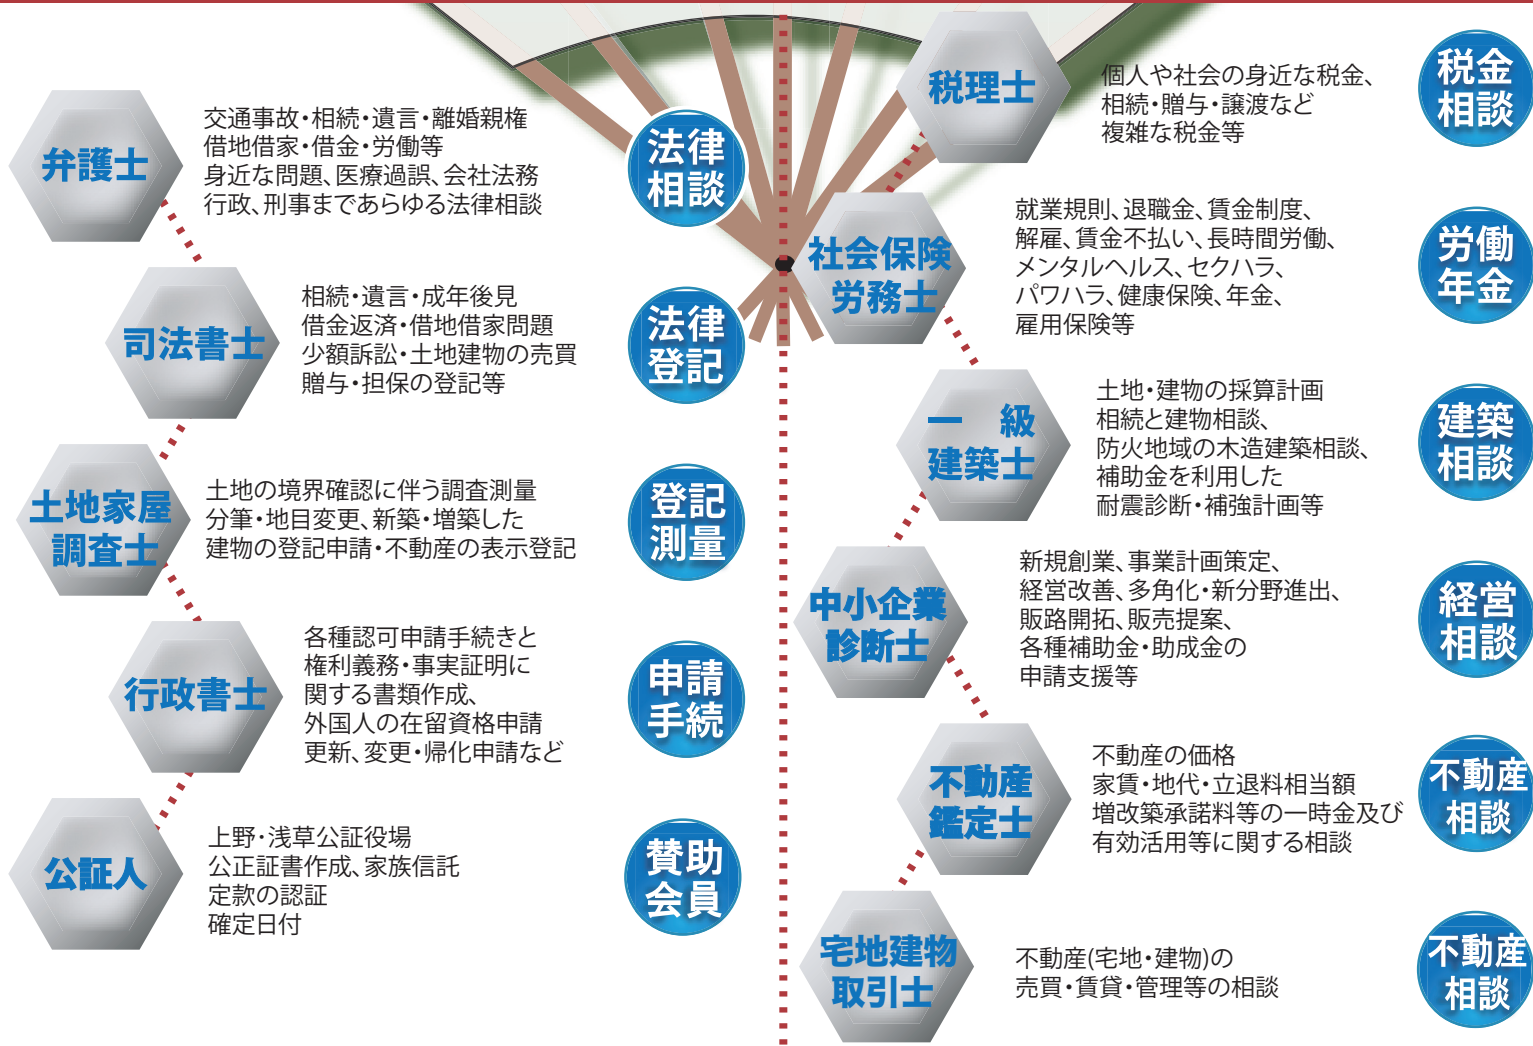 弁護士
交通事故・相続・遺言・離婚親権
借地借家・借金・労働等
身近な問題、医療過誤、会社法務
行政、刑事まであらゆる法律相談
法律
相談
司法書士
相続・遺言・成年後見
借金返済・借地借家問題
少額訴訟・土地建物の売買
贈与・担保の登記等
法律
登記
土地家屋
調査士
土地の境界確認に伴う調査測量
分筆・地目変更、新築・増築した
建物の登記申請・不動産の表示登記
登記
測量
行政書士
各種認可申請手続きと
権利義務・事実証明に
関する書類作成、
外国人の在留資格申請
更新、変更・帰化申請など
申請
手続
公証人
上野・浅草公証役場
公正証書作成、家族信託
定款の認証
確定日付
賛助
会員
税理士
個人や社会の身近な税金、
相続・贈与・譲渡など
複雑な税金等
税金
相談
社会保険
労務士
就業規則、退職金、賃金制度、
解雇、賃金不払い、長時間労働、
メンタルヘルス、セクハラ、
パワハラ、健康保険、年金、
雇用保険等
労働
年金
一　級
建築士
土地・建物の採算計画
相続と建物相談、
防火地域の木造建築相談、
補助金を利用した
耐震診断・補強計画等
建築
相談
中小企業
診断士
新規創業、事業計画策定、
経営改善、多角化・新分野進出、
販路開拓、販売提案、
各種補助金・助成金の
申請支援等
経営
相談
不動産
鑑定士
不動産の価格
家賃・地代・立退料相当額
増改築承諾料等の一時金及び
有効活用等に関する相談
不動産
相談
宅地建物
取引士
不動産(宅地・建物)の
売買・賃貸・管理等の相談
不動産
相談